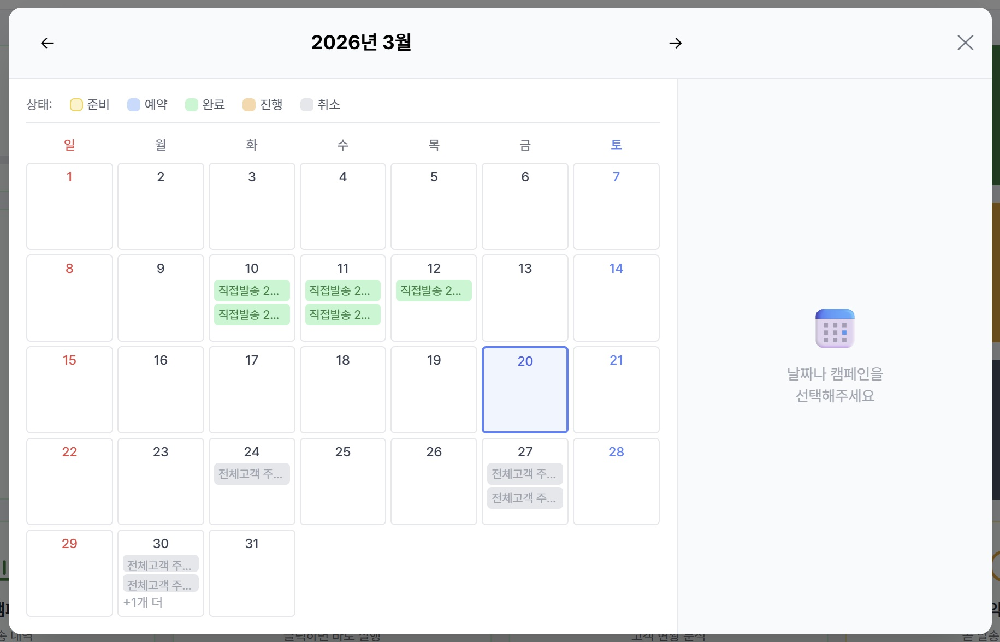 2026년 3월
상태: 준비 예약 완료 진행 취소
일 월 화 수 목 금 토
1 2 3 4 5 6 7
8 9 10 11 12 13 14
직접발송 2... 직접발송 2... 직접발송 2...
직접발송 2... 직접발송 2...
15 16 17 18 19 20 21
22 23 24 25 26 27 28
전체고객 주... 전체고객 주...
전체고객 주...
29 30 31
전체고객 주...
전체고객 주...
+1개 더
날짜나 캠페인을
선택해주세요